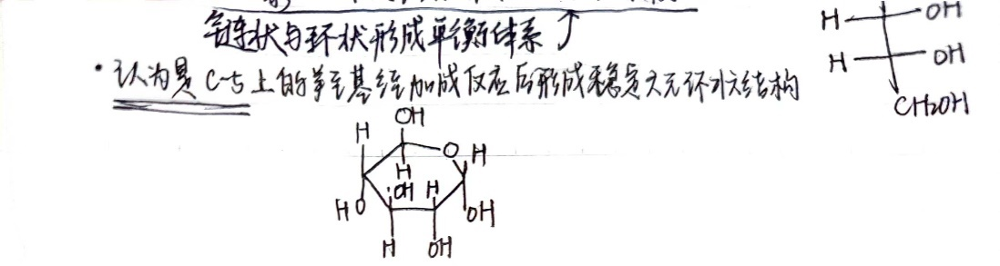 链状与环状形成平衡体系↑
H OH
·认为是C-5上的羟基经加成反应后形成稳定六元环状结构
H OH
CH₂OH
OH
H
O H
H
OH H
HO
OH
H OH